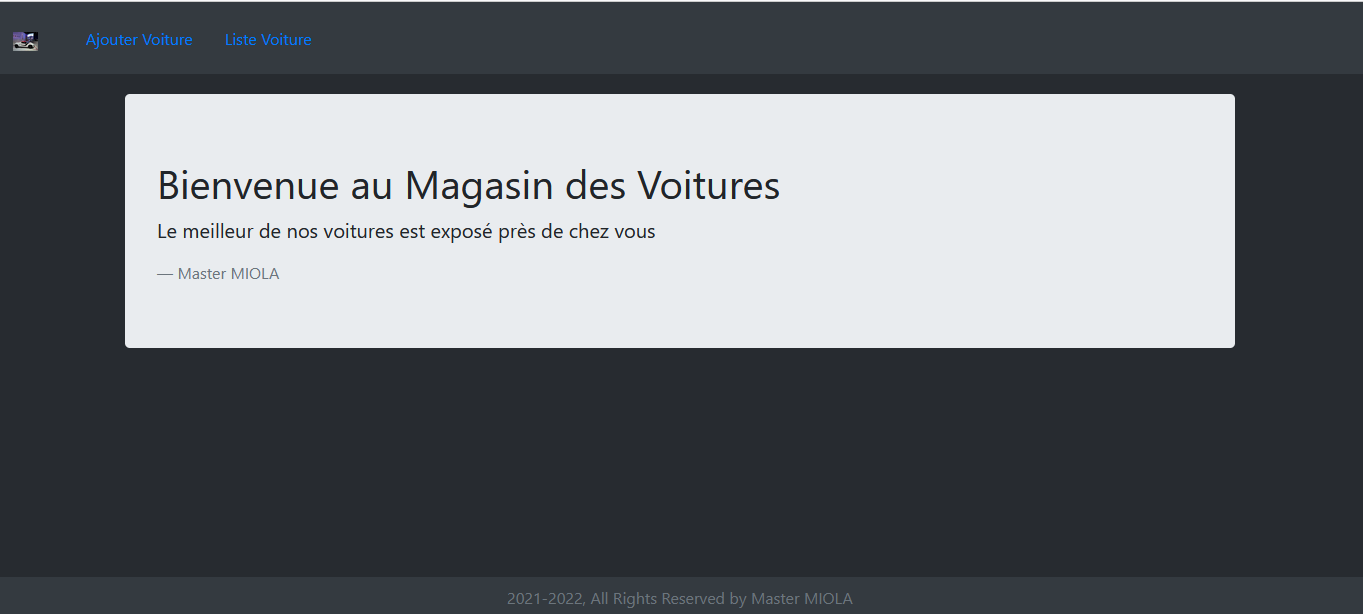 Ajouter Voiture Liste Voiture
Bienvenue au Magasin des Voitures
Le meilleur de nos voitures est exposé près de chez vous
— Master MIOLA
2021-2022, All Rights Reserved by Master MIOLA